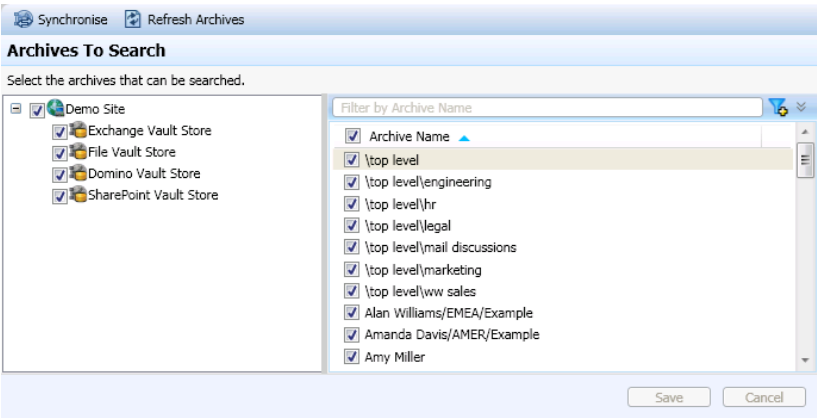 Synchronise Refresh Archives
Archives To Search
Select the archives that can be searched.
Demo Site
Exchange Vault Store
File Vault Store
Domino Vault Store
SharePoint Vault Store
Filter by Archive Name
Archive Name
\top level
\top level\engineering
\top level\hr
\top level\legal
\top level\mail discussions
\top level\marketing
\top level\ww sales
Alan Williams/EMEA/Example
Amanda Davis/AMER/Example
Amy Miller
Save Cancel